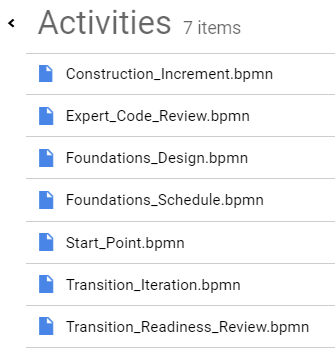 Activities 7 items
Construction_Increment.bpmn
Expert_Code_Review.bpmn
Foundations_Design.bpmn
Foundations_Schedule.bpmn
Start_Point.bpmn
Transition_Iteration.bpmn
Transition_Readiness_Review.bpmn